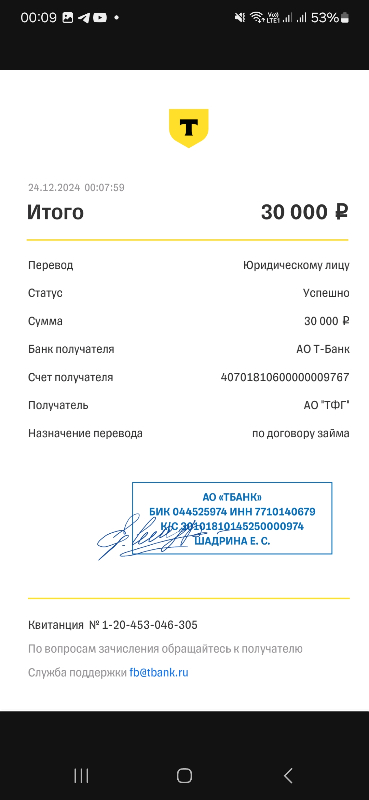 00:09
Vo)) LTE1 53%
Т
24.12.2024 00:07:59
Итого 30 000 ₽
Перевод Юридическому лицу
Статус Успешно
Сумма 30 000 ₽
Банк получателя АО Т-Банк
Счет получателя 40701810600000009767
Получатель АО "ТФГ"
Назначение перевода по договору займа
АО «ТБАНК»
БИК 044525974 ИНН 7710140679
К/С 30101810145250000974
ШАДРИНА Е. С.
Квитанция № 1-20-453-046-305
По вопросам зачисления обращайтесь к получателю
Служба поддержки fb@tbank.ru